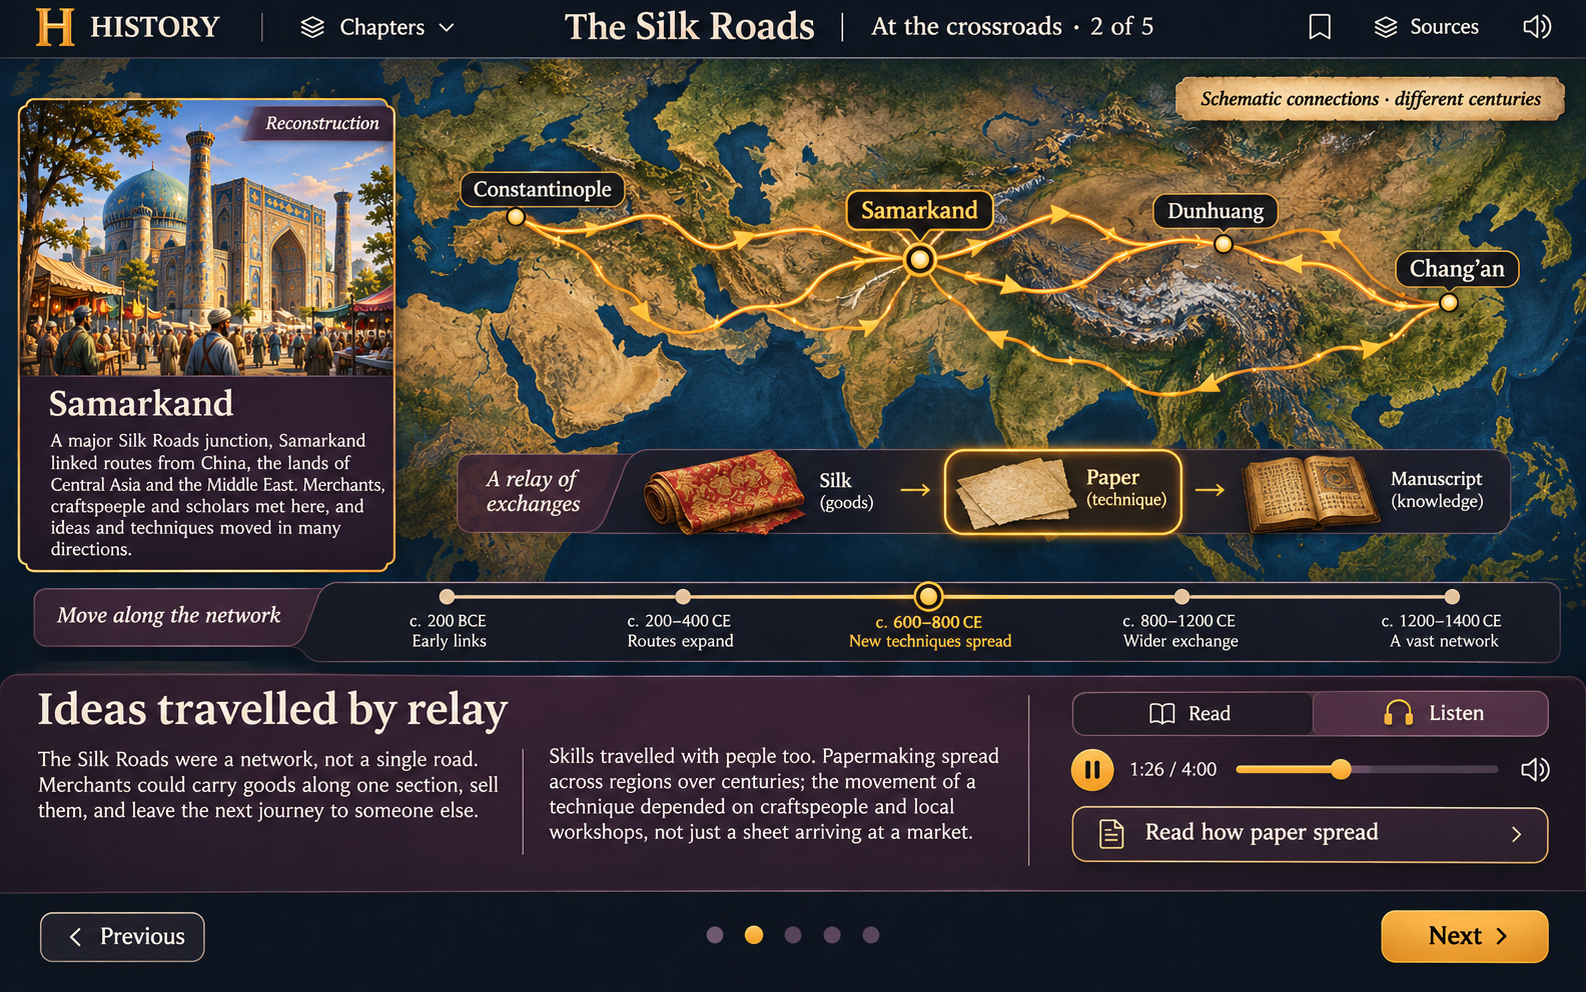 H HISTORY
Chapters
The Silk Roads
At the crossroads · 2 of 5
Sources
Reconstruction
Schematic connections · different centuries
Constantinople
Samarkand
Dunhuang
Chang’an
Samarkand
A major Silk Roads junction, Samarkand
linked routes from China, the lands of
Central Asia and the Middle East. Merchants,
craftspeople and scholars met here, and
ideas and techniques moved in many
directions.
A relay of
exchanges
Silk
(goods)
Paper
(technique)
Manuscript
(knowledge)
Move along the network
c. 200 BCE
Early links
c. 200–400 CE
Routes expand
c. 600–800 CE
New techniques spread
c. 800–1200 CE
Wider exchange
c. 1200–1400 CE
A vast network
Ideas travelled by relay
The Silk Roads were a network, not a single road.
Merchants could carry goods along one section, sell
them, and leave the next journey to someone else.
Skills travelled with people too. Papermaking spread
across regions over centuries; the movement of a
technique depended on craftspeople and local
workshops, not just a sheet arriving at a market.
Read
Listen
1:26 / 4:00
Read how paper spread
Previous
Next